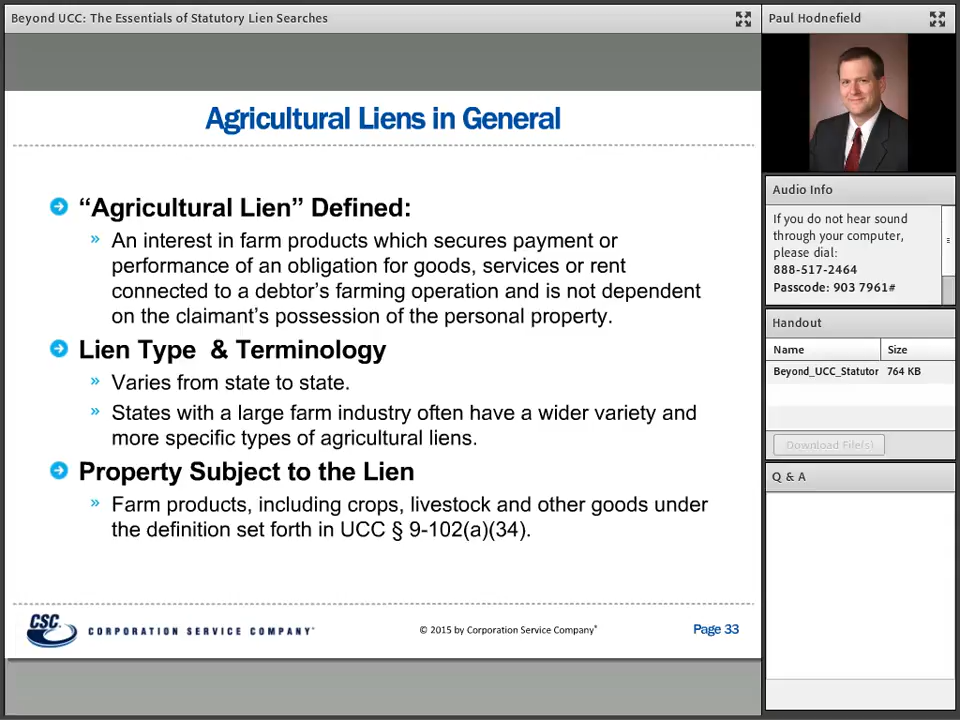 Beyond UCC: The Essentials of Statutory Lien Searches
Agricultural Liens in General
“Agricultural Lien” Defined:
» An interest in farm products which secures payment or
performance of an obligation for goods, services or rent
connected to a debtor’s farming operation and is not dependent
on the claimant’s possession of the personal property.
Lien Type & Terminology
» Varies from state to state.
» States with a large farm industry often have a wider variety and
more specific types of agricultural liens.
Property Subject to the Lien
» Farm products, including crops, livestock and other goods under
the definition set forth in UCC § 9-102(a)(34).
CSC.
CORPORATION SERVICE COMPANY®
© 2015 by Corporation Service Company®
Page 33
Paul Hodnefield
Audio Info
If you do not hear sound
through your computer,
please dial:
888-517-2464
Passcode: 903 7961#
Handout
Name Size
Beyond_UCC_Statutor 764 KB
Download File(s)
Q & A